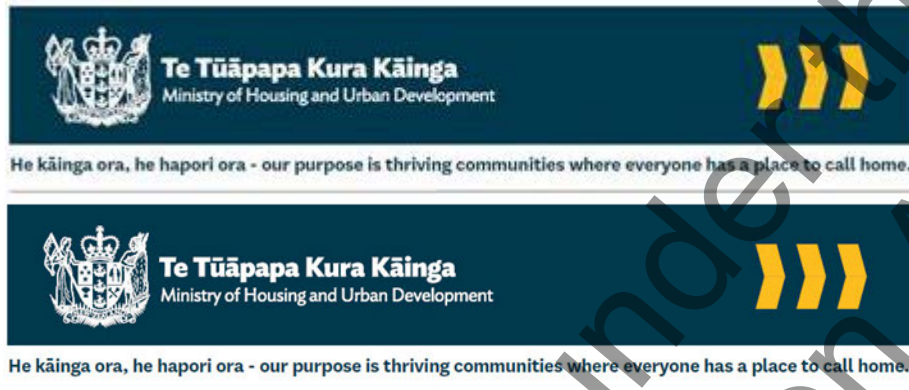 Te Tūāpapa Kura Kāinga
Ministry of Housing and Urban Development
He kāinga ora, he hapori ora - our purpose is thriving communities where everyone has a place to call home.
Te Tūāpapa Kura Kāinga
Ministry of Housing and Urban Development
He kāinga ora, he hapori ora - our purpose is thriving communities where everyone has a place to call home.
under th